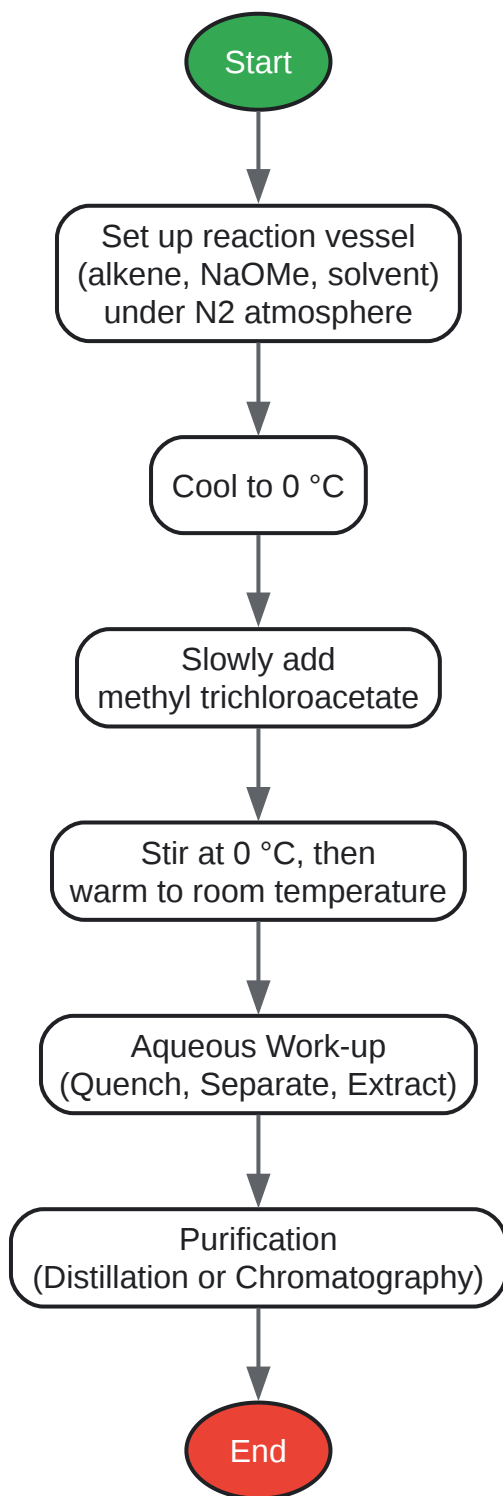 Start
Set up reaction vessel
(alkene, NaOMe, solvent)
under N2 atmosphere
Cool to 0 °C
Slowly add
methyl trichloroacetate
Stir at 0 °C, then
warm to room temperature
Aqueous Work-up
(Quench, Separate, Extract)
Purification
(Distillation or Chromatography)
End